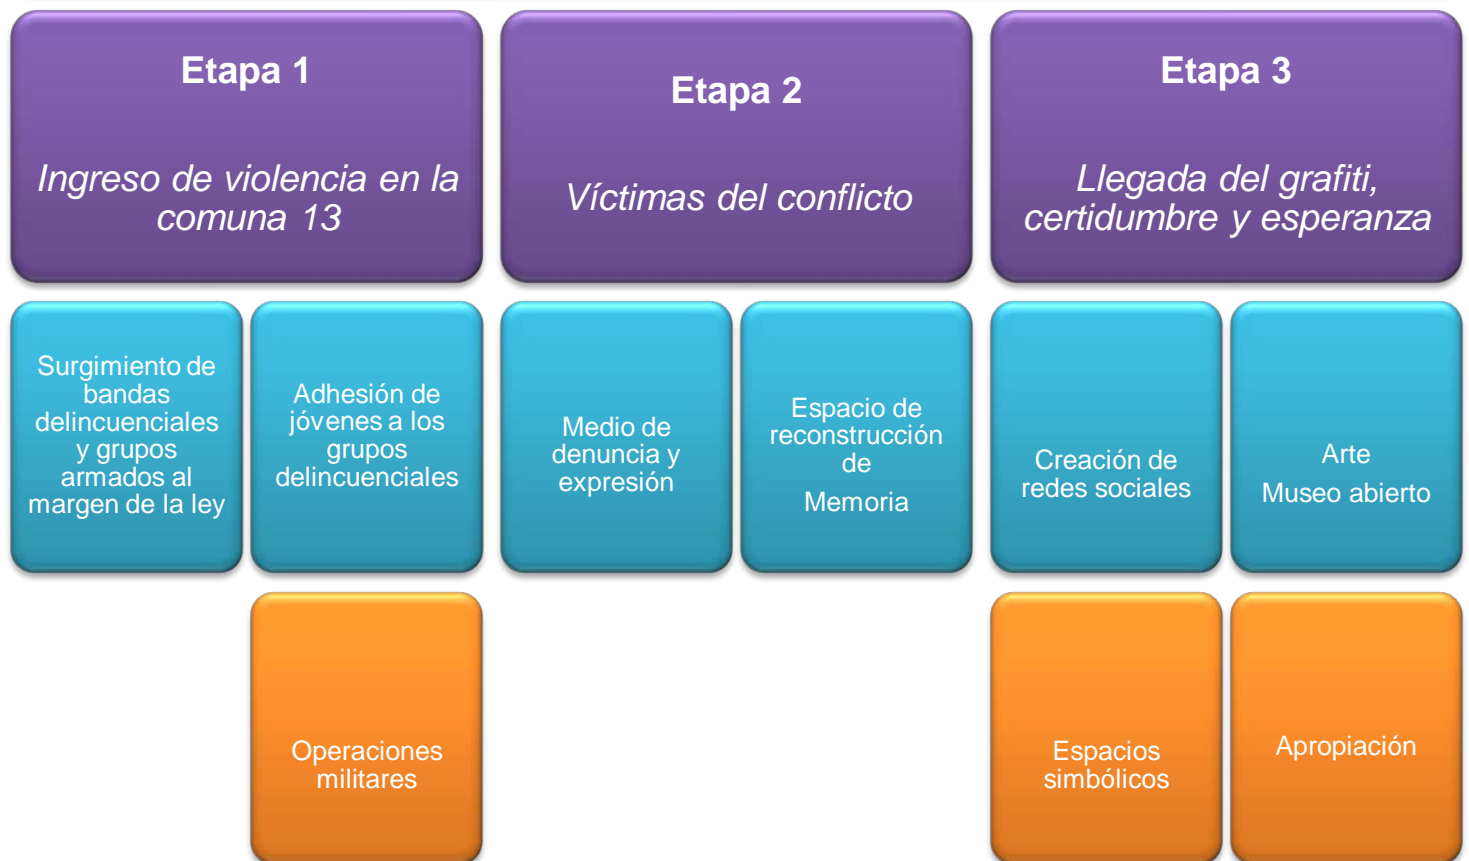 Etapa 1
Ingreso de violencia en la
comuna 13
Etapa 2
Víctimas del conflicto
Etapa 3
Llegada del grafiti,
certidumbre y esperanza
Surgimiento de
bandas
delincuenciales
y grupos
armados al
margen de la ley
Adhesión de
jóvenes a los
grupos
delincuenciales
Medio de
denuncia y
expresión
Espacio de
reconstrucción
de
Memoria
Creación de
redes sociales
Arte
Museo abierto
Operaciones
militares
Espacios
simbólicos
Apropiación